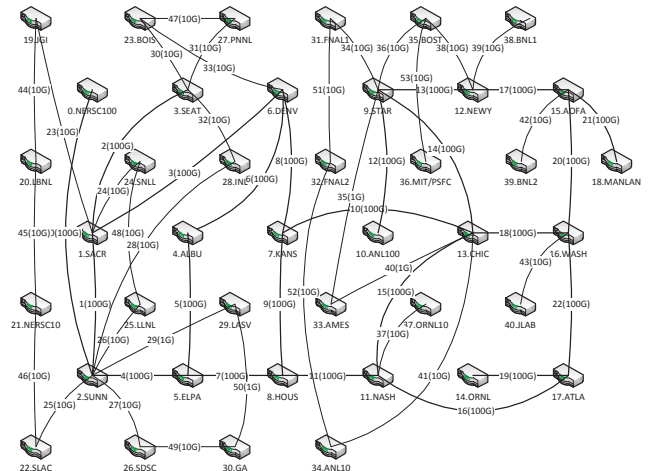 47(10G)
19.JGI
23.BOIS
27.PNNL
31.FNAL1
35.BOST
38.BNL1
31(10G)
34(10G)
36(10G)
38(10G)
39(10G)
30(10G)
33(10G)
53(10G)
44(10G)
51(10G)
13(100G)
17(100G)
0.NERSC100
3.SEAT
6.DENV
9.STAR
12.NEWY
15.AOFA
32(10G)
42(10G)
21(100G)
23(10G)
2(100G)
14(100G)
8(100G)
12(100G)
20(100G)
20.LBNL
24.SNLL
28.INL
3(100G)
6(100G)
32.FNAL2
36.MIT/PSFC
39.BNL2
18.MANLAN
24(10G)
35(1G)
10(100G)
45(10G)
0(100G)
48(10G)
18(100G)
1.SACR
4.ALBU
7.KANS
10.ANL100
13.CHIC
16.WASH
28(10G)
43(10G)
40(1G)
52(10G)
15(100G)
1(100G)
5(100G)
9(100G)
22(100G)
21.NERSC10
25.LLNL
29.LASV
33.AMES
37.ORNL10
40.JLAB
37(10G)
26(10G)
29(1G)
46(10G)
4(100G)
7(100G)
11(100G)
41(10G)
19(100G)
50(1G)
2.SUNN
5.ELPA
8.HOUS
11.NASH
14.ORNL
17.ATLA
25(10G)
27(10G)
16(100G)
49(10G)
22.SLAC
26.SDSC
30.GA
34.ANL10